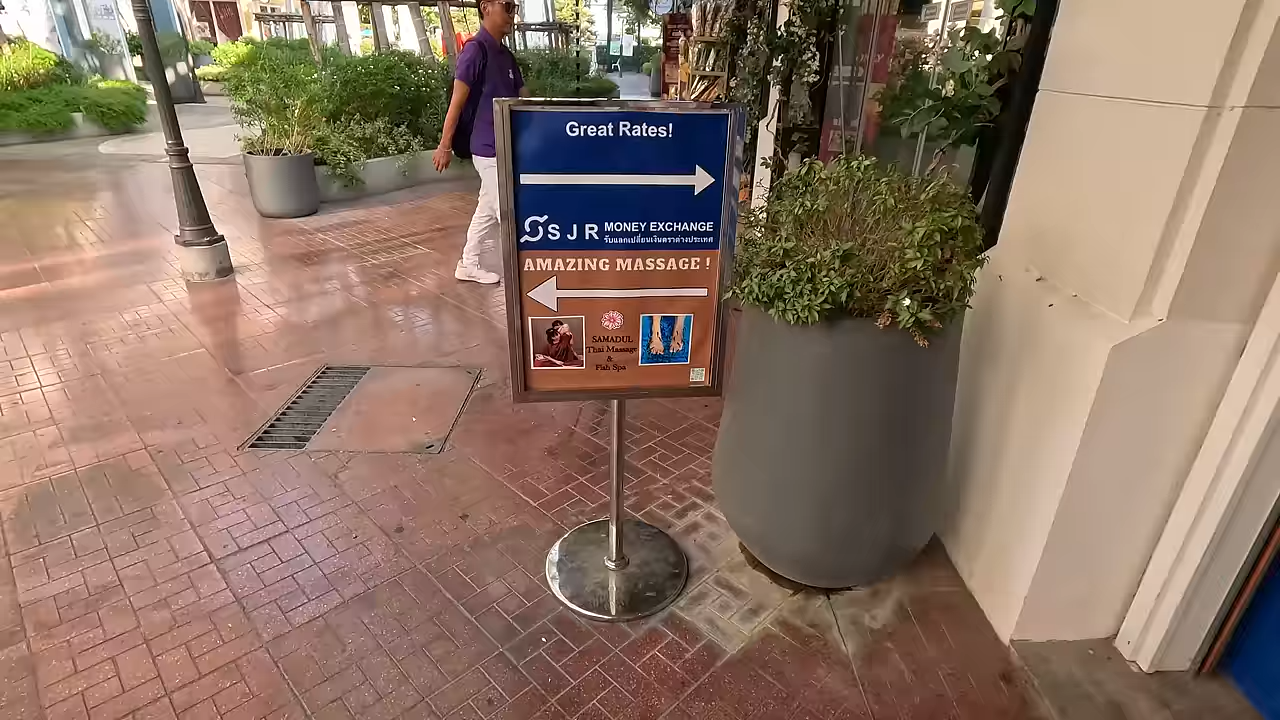 Great Rates!
S J R MONEY EXCHANGE
รับแลกเปลี่ยนเงินตราต่างประเทศ
AMAZING MASSAGE !
SAMADUL
Thai Massage
&
Fish Spa